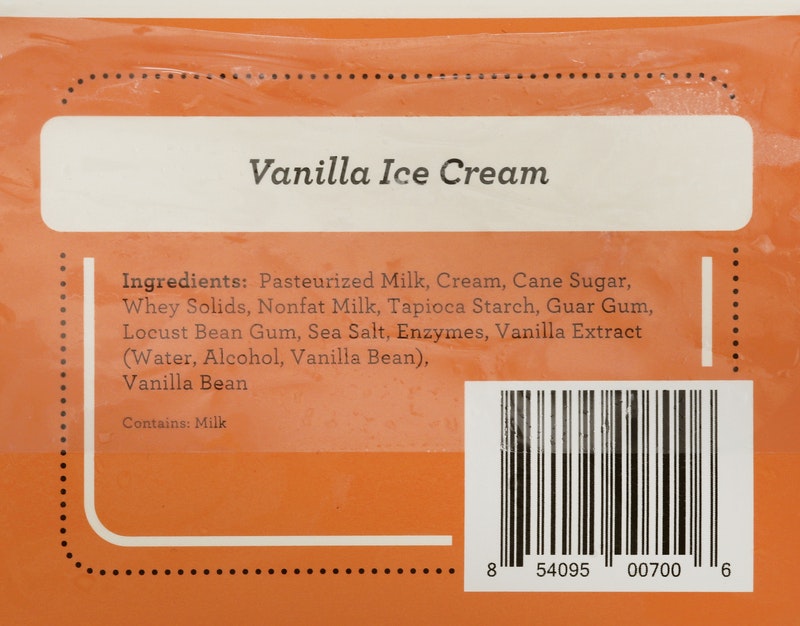 Vanilla Ice Cream
Ingredients: Pasteurized Milk, Cream, Cane Sugar,
Whey Solids, Nonfat Milk, Tapioca Starch, Guar Gum,
Locust Bean Gum, Sea Salt, Enzymes, Vanilla Extract
(Water, Alcohol, Vanilla Bean),
Vanilla Bean
Contains: Milk
8 54095 00700 6